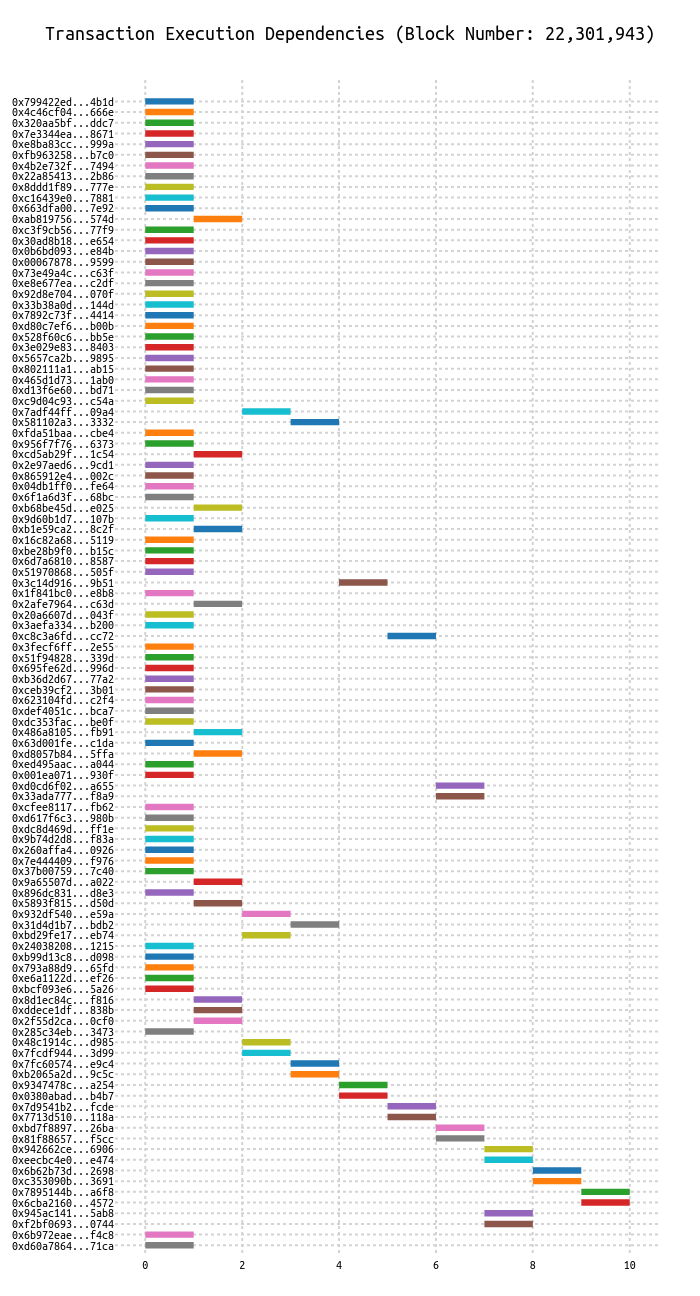 Transaction Execution Dependencies (Block Number: 22,301,943)
0x799422ed...4b1d
0x4c46cf04...666e
0x320aa5bf...ddc7
0x7e3344ea...8671
0xe8ba83cc...999a
0xfb963258...b7c0
0x4b2e732f...7494
0x22a85413...2b86
0x8ddd1f89...777e
0xc16439e0...7881
0x663dfa00...7e92
0xab819756...574d
0xc3f9cb56...77f9
0x30ad8b18...e654
0x0b6bd093...e84b
0x00067878...9599
0x73e49a4c...c63f
0xe8e677ea...c2df
0x92d8e704...070f
0x33b38a0d...144d
0x7892c73f...4414
0xd80c7ef6...b00b
0x528f60c6...bb5e
0x3e029e83...8403
0x5657ca2b...9895
0x802111a1...ab15
0x465d1d73...1ab0
0xd13f6e60...bd71
0xc9d04c93...c54a
0x7adf44ff...09a4
0x581102a3...3332
0xfda51baa...cbe4
0x956f7f76...6373
0xcd5ab29f...1c54
0x2e97aed6...9cd1
0x865912e4...002c
0x04db1ff0...fe64
0x6f1a6d3f...68bc
0xb68be45d...e025
0x9d60b1d7...107b
0xb1e59ca2...8c2f
0x16c82a68...5119
0xbe28b9f0...b15c
0x6d7a6810...8587
0x51970868...505f
0x3c14d916...9b51
0x1f841bc0...e8b8
0x2afe7964...c63d
0x20a6607d...043f
0x3aefa334...b200
0xc8c3a6fd...cc72
0x3fecf6ff...2e55
0x51f94828...339d
0x695fe62d...996d
0xb36d2d67...77a2
0xceb39cf2...3b01
0x623104fd...c2f4
0xdef4051c...bca7
0xdc353fac...be0f
0x486a8105...fb91
0x63d001fe...c1da
0xd8057b84...5ffa
0xed495aac...a044
0x001ea071...930f
0xd0cd6f02...a655
0x33ada777...f8a9
0xcfee8117...fb62
0xd617f6c3...980b
0xdc8d469d...ff1e
0x9b74d2d8...f83a
0x260affa4...0926
0x7e444409...f976
0x37b00759...7c40
0x9a65507d...a022
0x896dc831...d8e3
0x5893f815...d50d
0x932df540...e59a
0x31d4d1b7...bdb2
0xbd29fe17...eb74
0x24038208...1215
0xb99d13c8...d098
0x793a88d9...65fd
0xe6a1122d...ef26
0xbcf093e6...5a26
0x8d1ec84c...f816
0xddece1df...838b
0x2f55d2ca...0cf0
0x285c34eb...3473
0x48c1914c...d985
0x7fcdf944...3d99
0x7fc60574...e9c4
0xb2065a2d...9c5c
0x9347478c...a254
0x0380abad...b4b7
0x7d9541b2...fcde
0x7713d510...118a
0xbd7f8897...26ba
0x81f88657...f5cc
0x942662ce...6906
0xeecbc4e0...e474
0x6b62b73d...2698
0xc353090b...3691
0x7895144b...a6f8
0x6cba2160...4572
0x945ac141...5ab8
0xf2bf0693...0744
0x6b972eae...f4c8
0xd60a7864...71ca
0 2 4 6 8 10